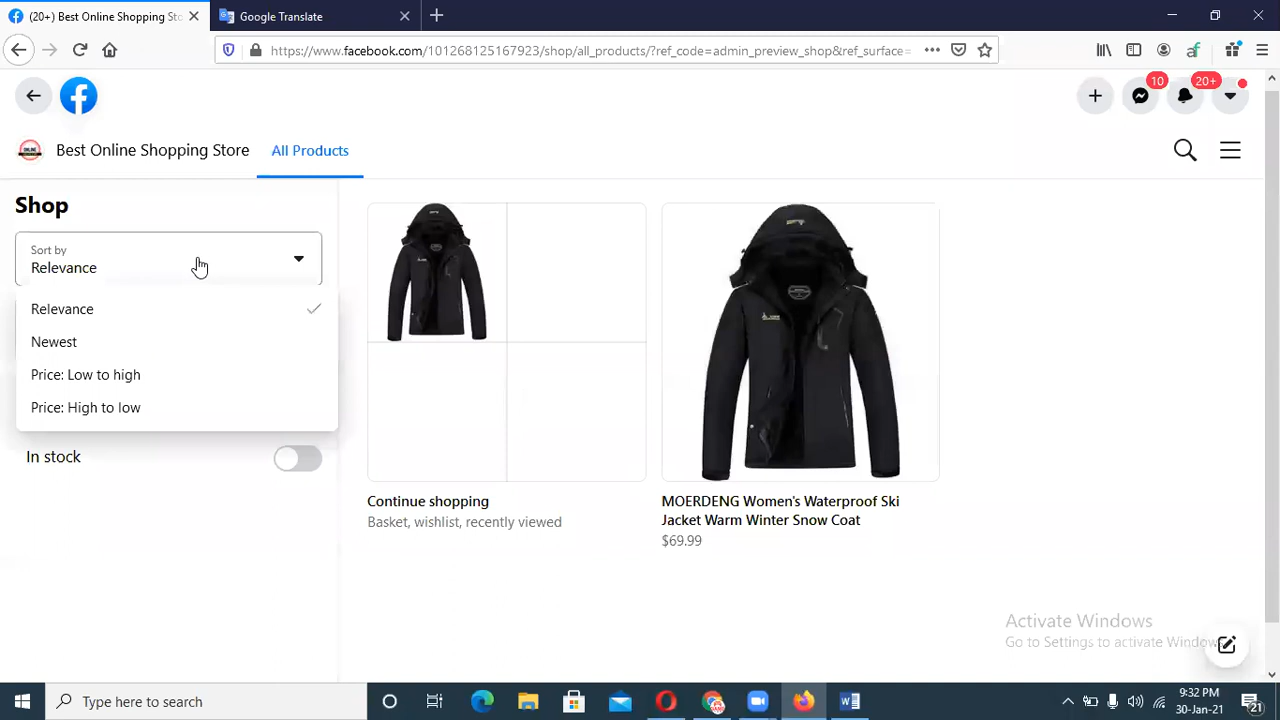 (20+) Best Online Shopping Sto
Google Translate
https://www.facebook.com/101268125167923/shop/all_products/?ref_code=admin_preview_shop&ref_surface=
10
20+
ONLINE
Best Online Shopping Store
All Products
Shop
Sort by
Relevance
Relevance
Newest
Price: Low to high
Price: High to low
In stock
Continue shopping
Basket, wishlist, recently viewed
MOERDENG Women's Waterproof Ski
Jacket Warm Winter Snow Coat
$69.99
Activate Windows
Go to Settings to activate Windows
Type here to search
9:32 PM
30-Jan-21
21